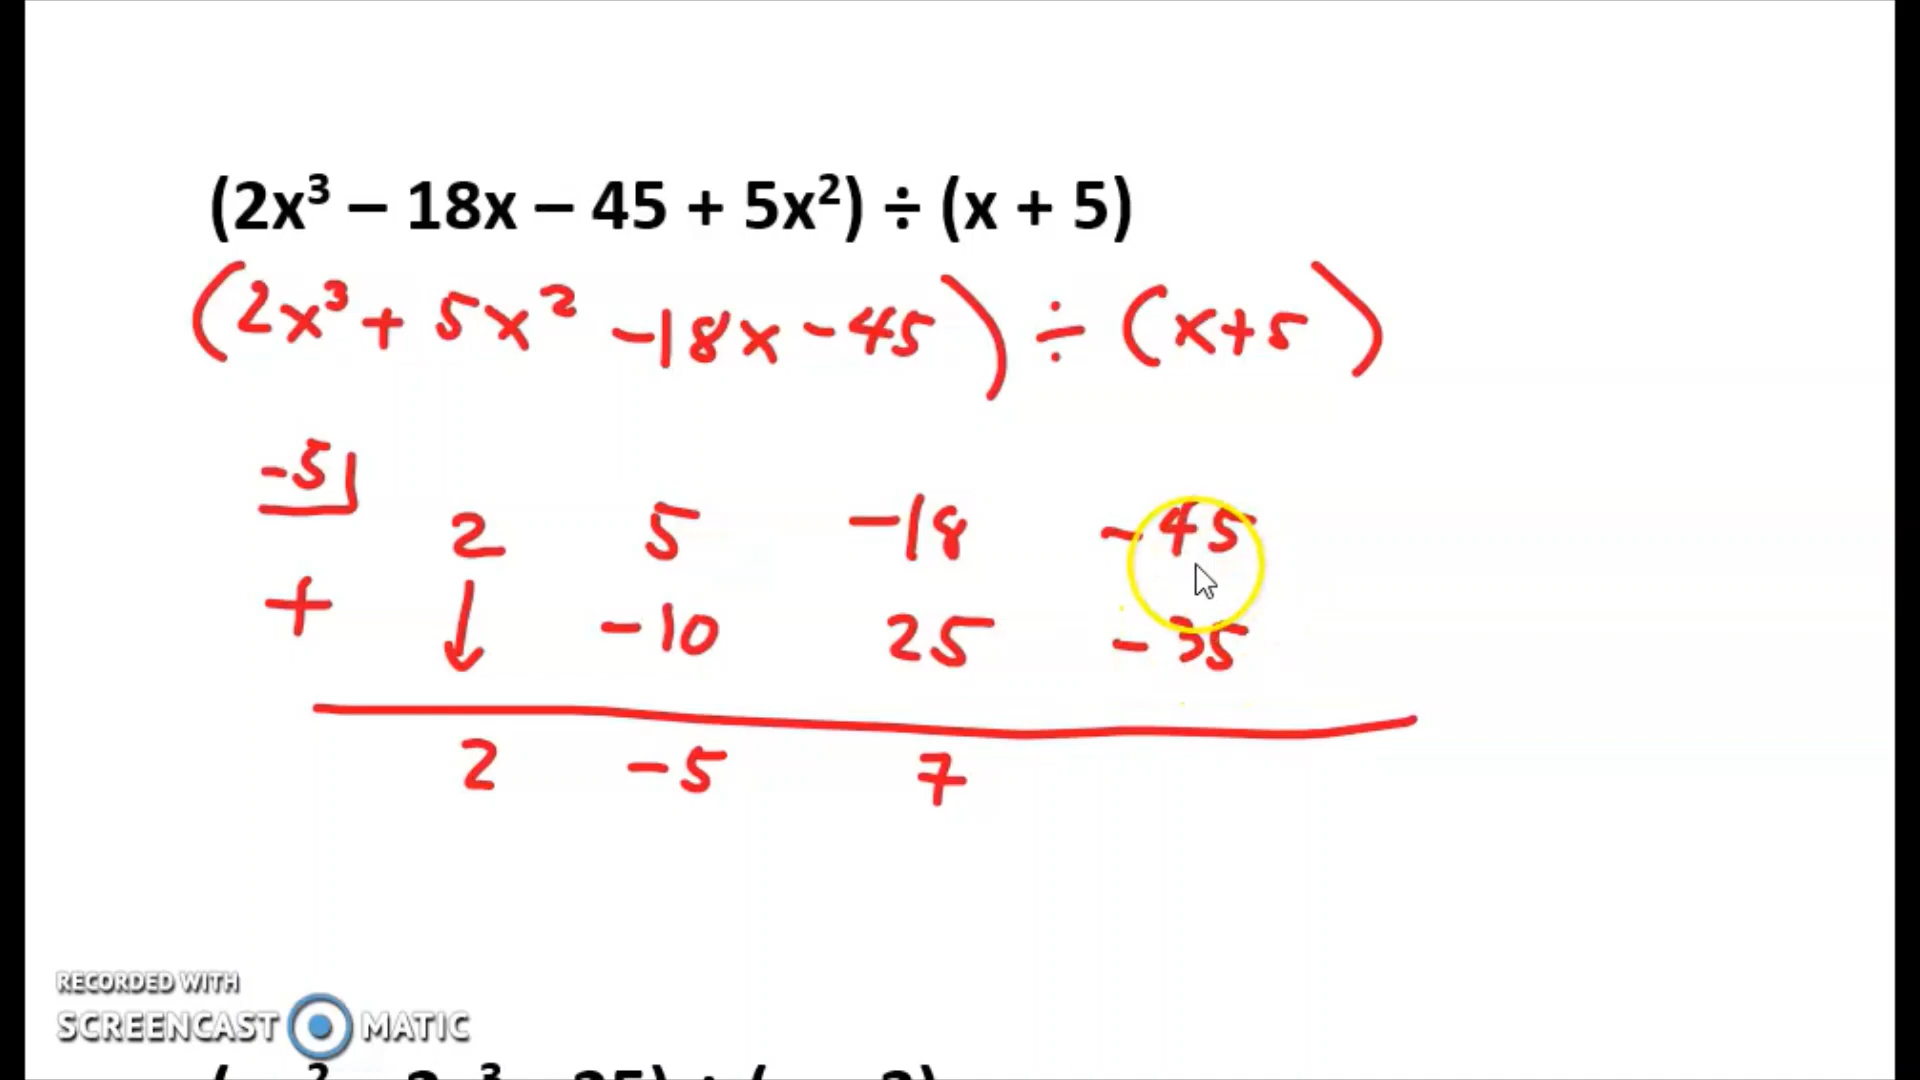 (2x³ – 18x – 45 + 5x²) ÷ (x + 5)
(2x³ + 5x² -18x - 45) ÷ (x+5)
-5
2 5 -18 -45
+ ↓ -10 25 -35
2 -5 7
RECORDED WITH
SCREENCAST MATIC